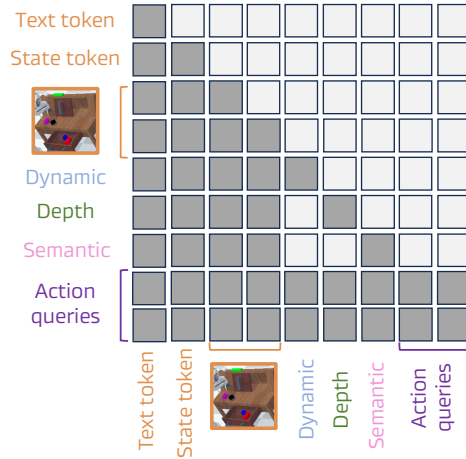 Text token
State token
Dynamic
Depth
Semantic
Action
queries
Text token
State token
Dynamic
Depth
Semantic
Action
queries